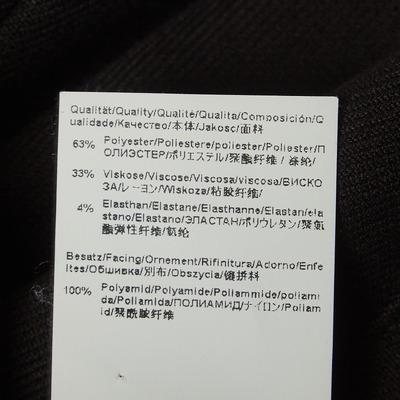 Qualität/Quality/Qualité/Qualita/Composición/Q
ualidade/Качество/本体/Jakosc/面料
63% Polyester/Poliestere/poliester/Poliester/П
ОЛИЭСТЕР/ポリエステル/聚酯纤维/ 涤纶/
33% Viskose/Viscose/Viscosa/viscosa/ВИСКО
ЗА/レーヨン/Wiskoza/粘胶纤维/
4% Elasthan/Elastane/Elasthanne/Elastan/ela
stano/Elastano/ЭЛАСТАН/ポリウレタン/聚氨
酯弹性纤维/氨纶
Besatz/Facing/Ornement/Rifinitura/Adorno/Enfe
ites/Обшивка/別布/Obszycia/镶拼料
100% Polyamid/Polyamide/Poliammide/poliami
da/Poliamida/ПОЛИАМИД/ナイロン/Poliam
id/聚酰胺纤维